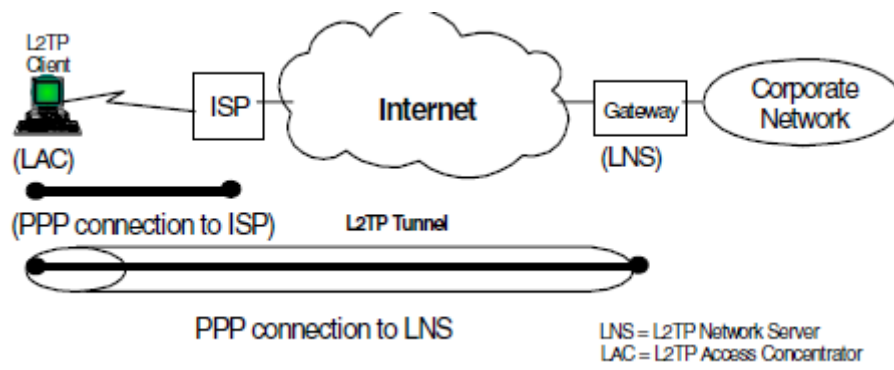 L2TP
Client
ISP
Internet
Gateway
Corporate
Network
(LAC)
(LNS)
(PPP connection to ISP)
L2TP Tunnel
PPP connection to LNS
LNS = L2TP Network Server
LAC = L2TP Access Concentrator